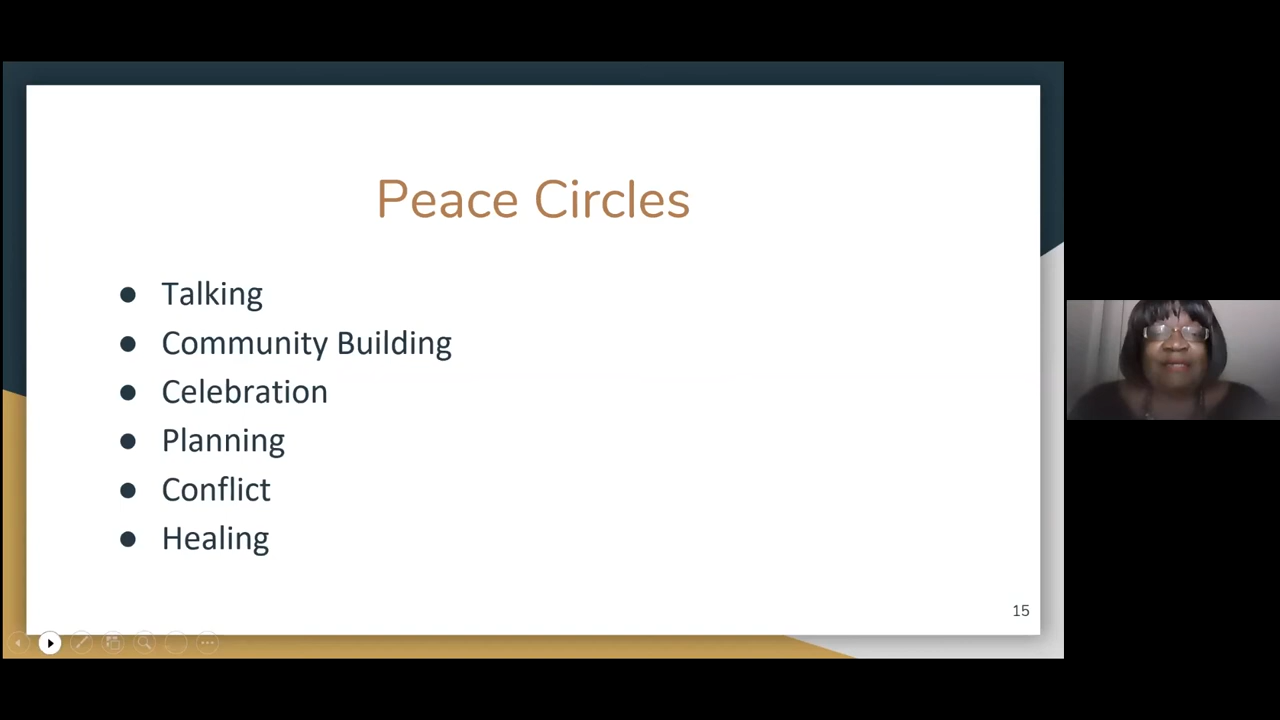 Peace Circles
● Talking
● Community Building
● Celebration
● Planning
● Conflict
● Healing
15